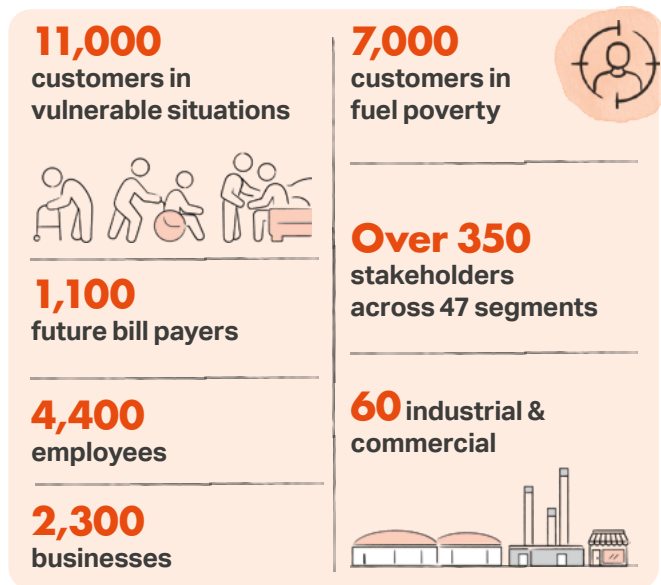 11,000
customers in
vulnerable situations
1,100
future bill payers
4,400
employees
2,300
businesses
7,000
customers in
fuel poverty
Over 350
stakeholders
across 47 segments
60 industrial &
commercial